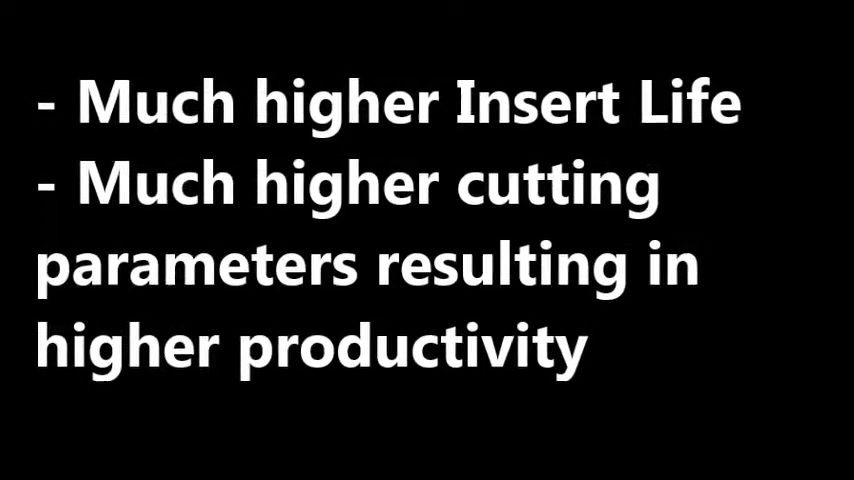 - Much higher Insert Life
- Much higher cutting
parameters resulting in
higher productivity